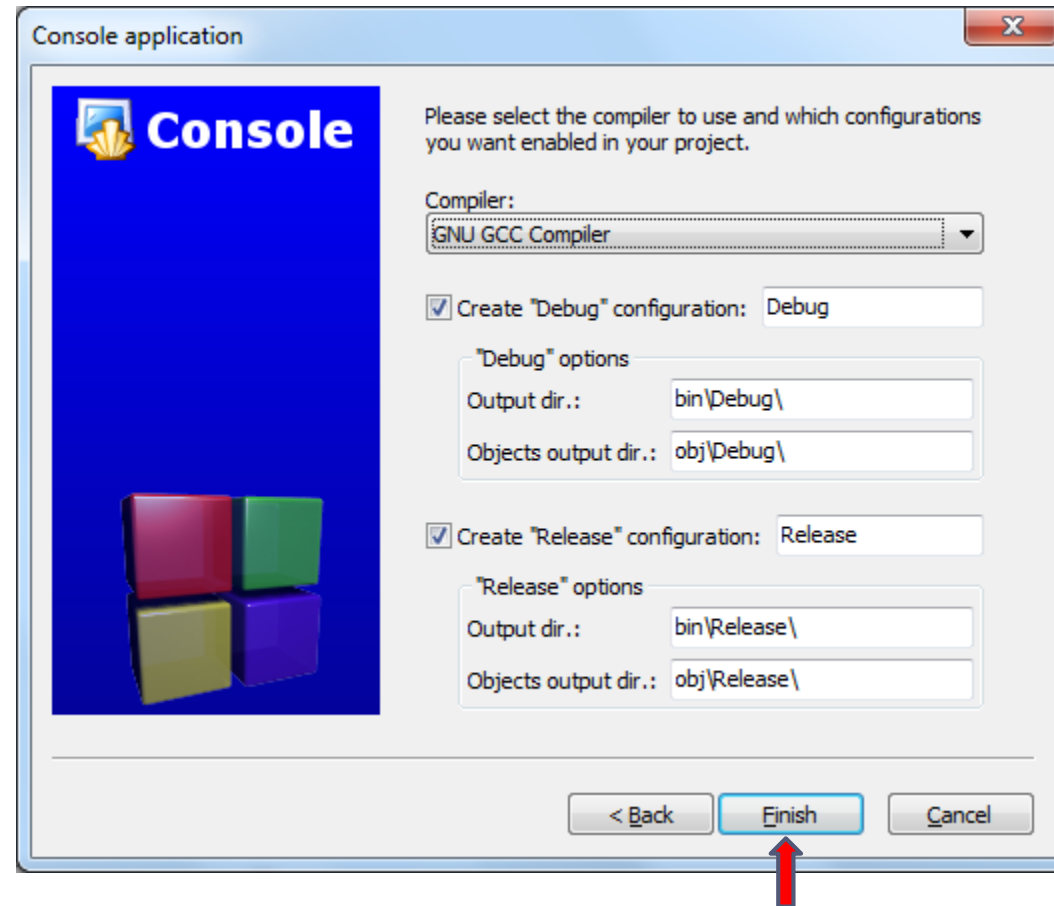 Console application
Console
Please select the compiler to use and which configurations
you want enabled in your project.
Compiler:
GNU GCC Compiler
Create "Debug" configuration: Debug
"Debug" options
Output dir.: bin\Debug\
Objects output dir.: obj\Debug\
Create "Release" configuration: Release
"Release" options
Output dir.: bin\Release\
Objects output dir.: obj\Release\
< Back Finish Cancel